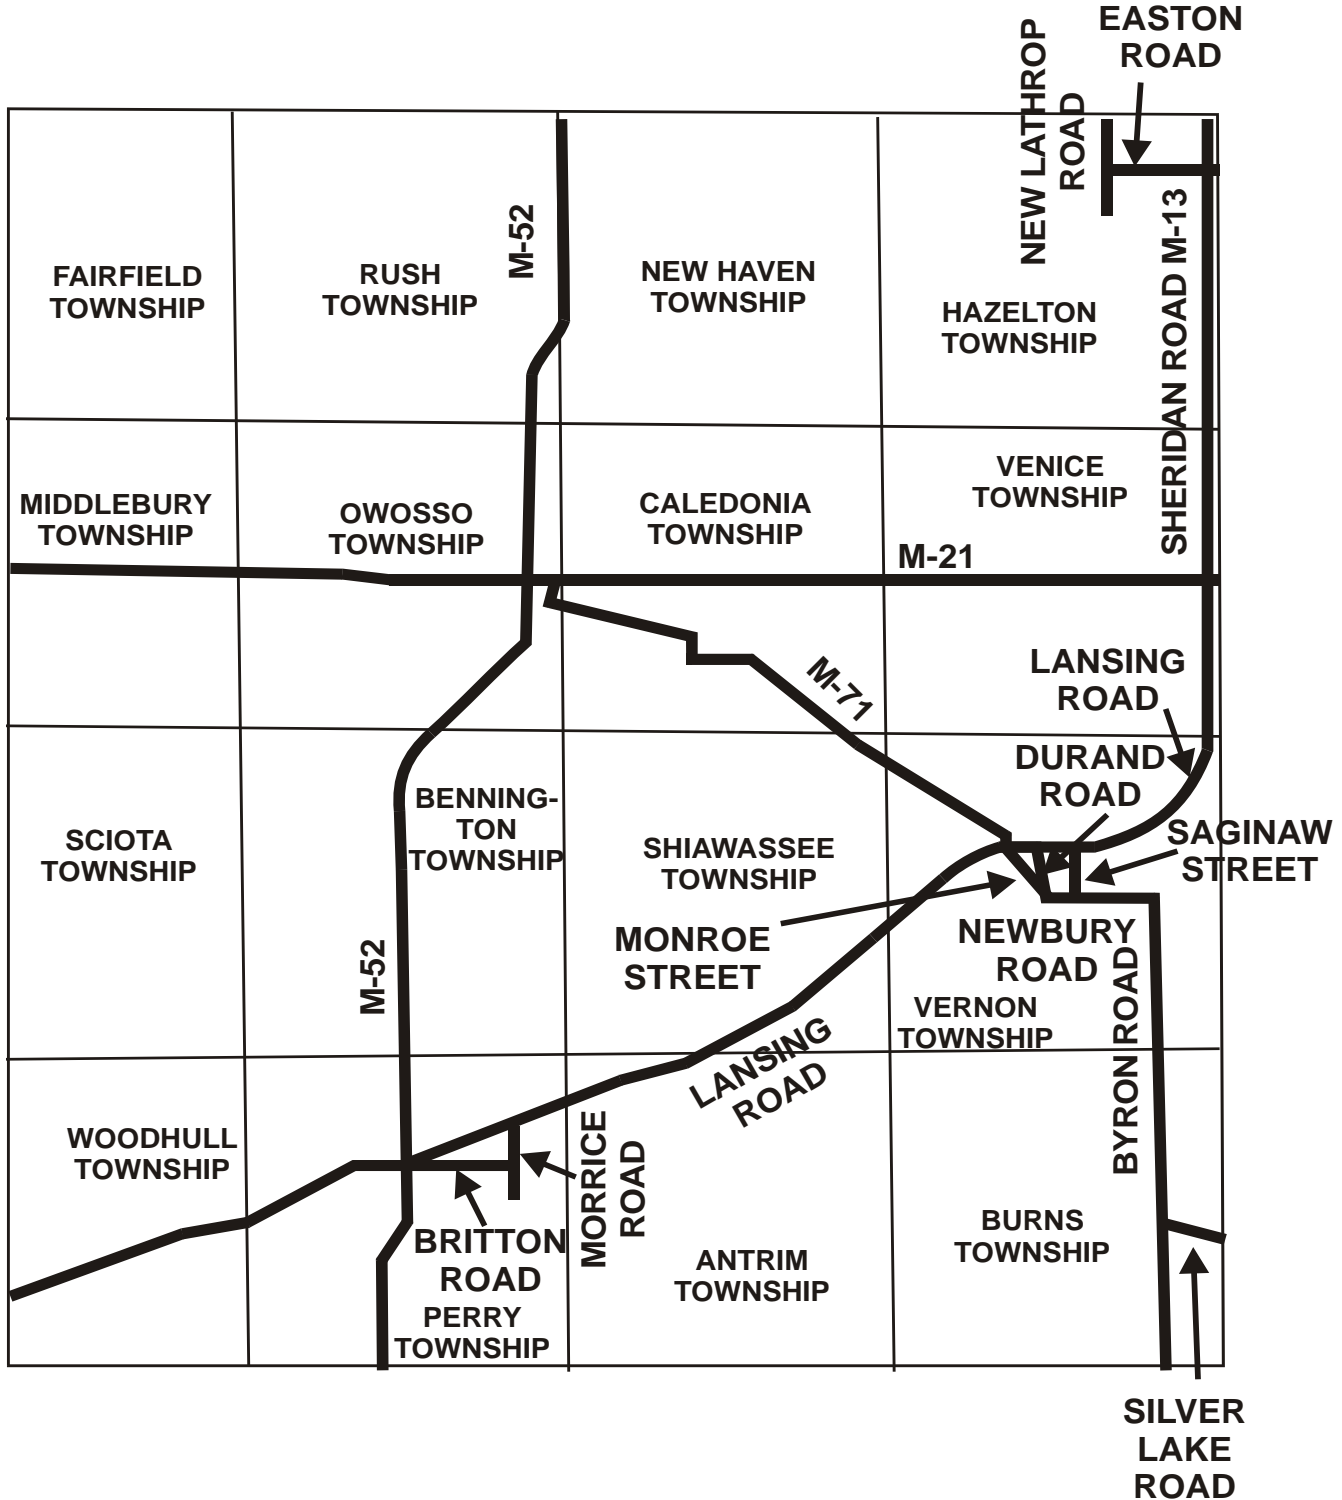 EASTON
ROAD
NEW LATHROP
ROAD
M-52
SHERIDAN ROAD M-13
FAIRFIELD
TOWNSHIP
RUSH
TOWNSHIP
NEW HAVEN
TOWNSHIP
HAZELTON
TOWNSHIP
MIDDLEBURY
TOWNSHIP
OWOSSO
TOWNSHIP
CALEDONIA
TOWNSHIP
VENICE
TOWNSHIP
M-21
M-71
LANSING
ROAD
DURAND
ROAD
SAGINAW
STREET
SCIOTA
TOWNSHIP
BENNING-
TON
TOWNSHIP
SHIAWASSEE
TOWNSHIP
MONROE
STREET
NEWBURY
ROAD
M-52
VERNON
TOWNSHIP
BYRON ROAD
LANSING
ROAD
WOODHULL
TOWNSHIP
MORRICE
ROAD
BRITTON
ROAD
PERRY
TOWNSHIP
ANTRIM
TOWNSHIP
BURNS
TOWNSHIP
SILVER
LAKE
ROAD